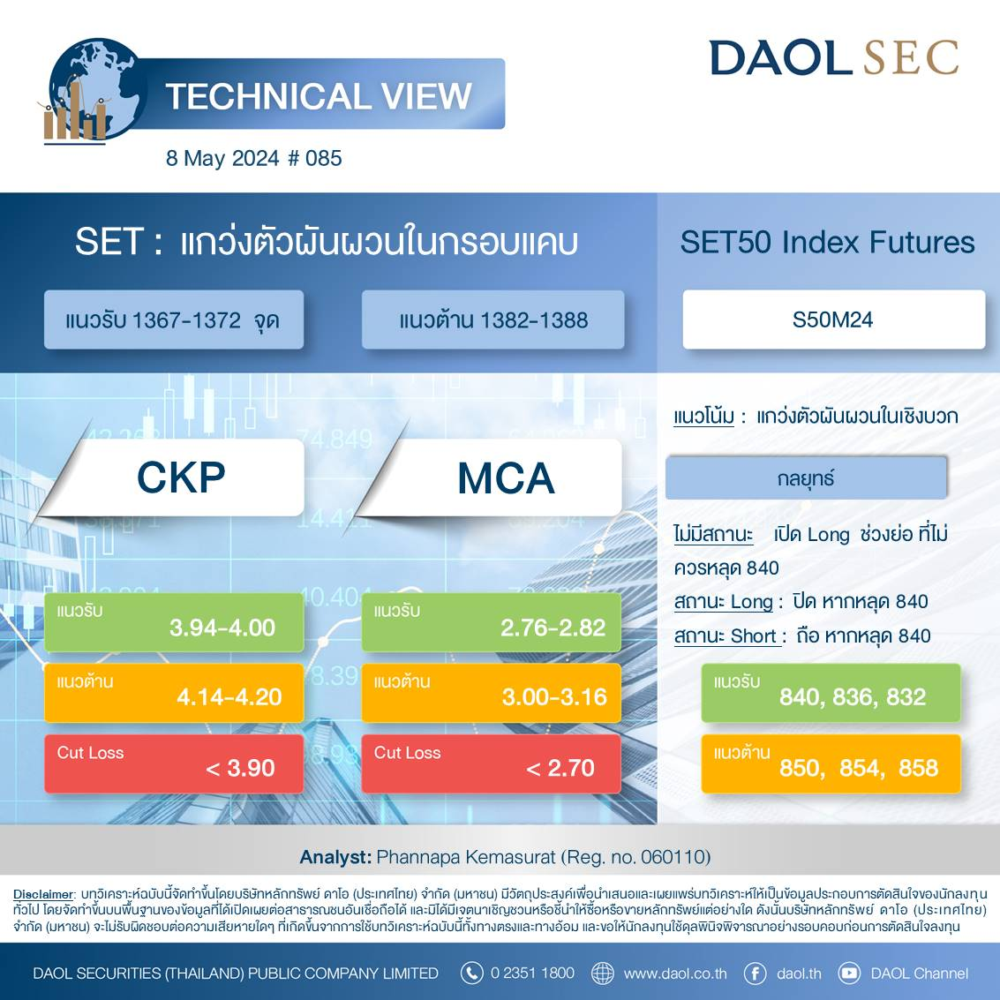 DAOL SEC
TECHNICAL VIEW
8 May 2024 # 085
SET : แกว่งตัวผันผวนในกรอบแคบ
แนวรับ 1367-1372 จุด
แนวต้าน 1382-1388
SET50 Index Futures
S50M24
CKP
แนวรับ
3.94-4.00
แนวต้าน
4.14-4.20
Cut Loss
< 3.90
MCA
แนวรับ
2.76-2.82
แนวต้าน
3.00-3.16
Cut Loss
< 2.70
แนวโน้ม : แกว่งตัวผันผวนในเชิงบวก
กลยุทธ์
ไม่มีสถานะ เปิด Long ช่วงย่อ ที่ไม่
ควรหลุด 840
สถานะ Long : ปิด หากหลุด 840
สถานะ Short : ถือ หากหลุด 840
แนวรับ
840, 836, 832
แนวต้าน
850, 854, 858
Analyst: Phannapa Kemasurat (Reg. no. 060110)
Disclaimer: บทวิเคราะห์ฉบับนี้จัดทำขึ้นโดยบริษัทหลักทรัพย์ ดาโอ (ประเทศไทย) จำกัด (มหาชน) มีวัตถุประสงค์เพื่อนำเสนอและเผยแพร่บทวิเคราะห์ให้เป็นข้อมูลประกอบการตัดสินใจของนักลงทุน
ทั่วไป โดยจัดทำขึ้นบนพื้นฐานของข้อมูลที่ได้เปิดเผยต่อสาธารณชนอันเชื่อถือได้ และมิได้มีเจตนาเชิญชวนหรือชี้นำให้ซื้อหรือขายหลักทรัพย์แต่อย่างใด ดังนั้นบริษัทหลักทรัพย์ ดาโอ (ประเทศไทย)
จำกัด (มหาชน) จะไม่รับผิดชอบต่อความเสียหายใดๆ ที่เกิดขึ้นจากการใช้บทวิเคราะห์ฉบับนี้ทั้งทางตรงและทางอ้อม และขอให้นักลงทุนใช้ดุลพินิจพิจารณาอย่างรอบคอบก่อนการตัดสินใจลงทุน
DAOL SECURITIES (THAILAND) PUBLIC COMPANY LIMITED
0 2351 1800
www.daol.co.th
daol.th
DAOL Channel